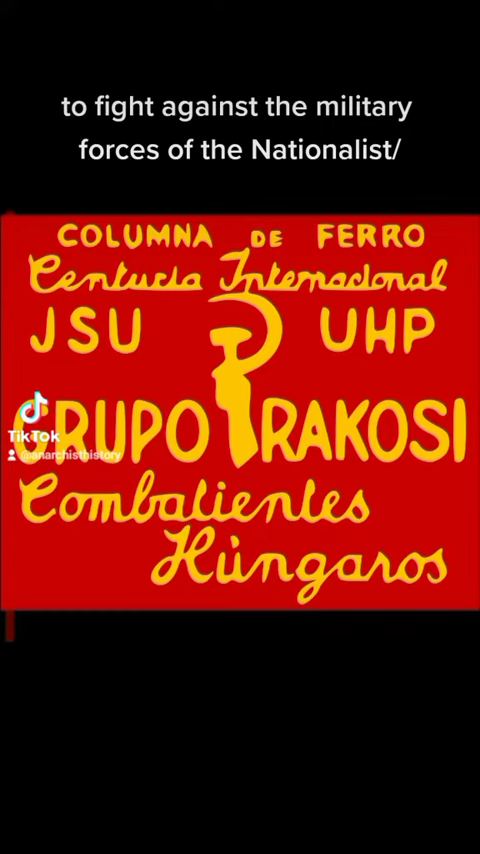 to fight against the military
forces of the Nationalist/
COLUMNA DE FERRO
Centuria Internacional
JSU UHP
GRUPO RAKOSI
Combatientes
Húngaros
TikTok
@anarchisthistory